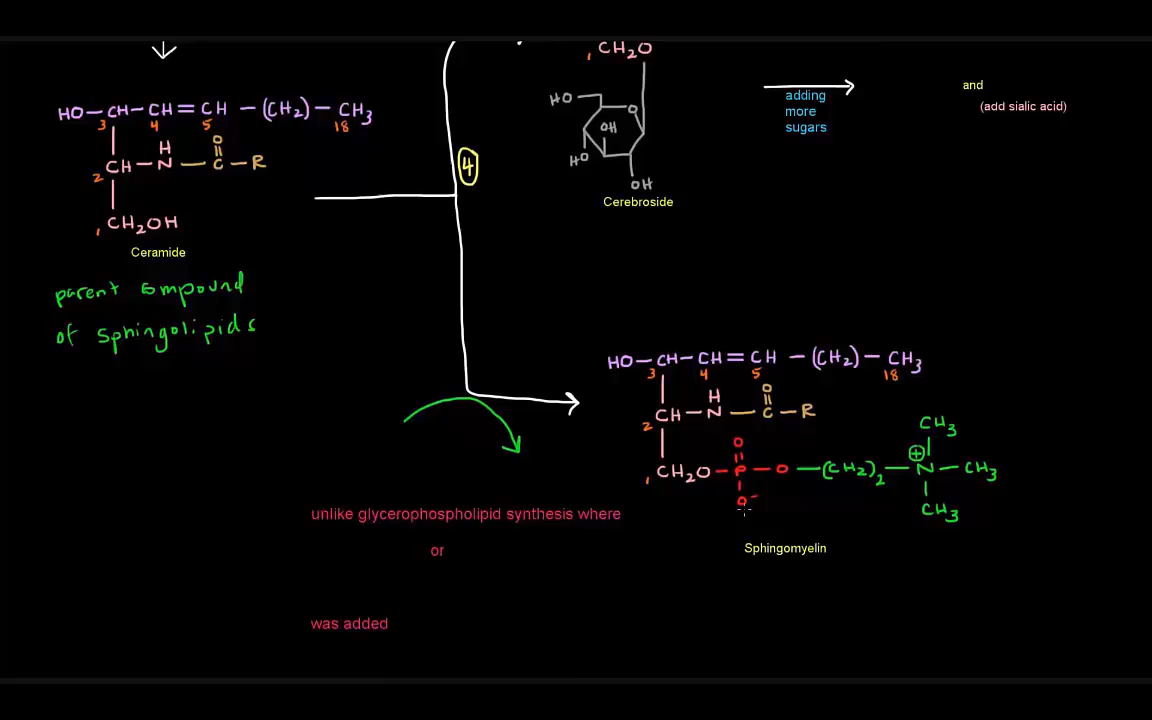 HO-CH-CH=CH-(CH2)-CH3
3 4 5 18
H O
2 CH-N-C-R
1 CH2OH
Ceramide
parent compound
of sphingolipids
4
1 CH2O
HO O
OH
HO
OH
Cerebroside
adding
more
sugars
and
(add sialic acid)
HO-CH-CH=CH-(CH2)-CH3
3 4 5 18
H O
2 CH-N-C-R
CH3
O +
1 CH2O-P-O-(CH2)2-N-CH3
O- CH3
Sphingomyelin
unlike glycerophospholipid synthesis where
or
was added